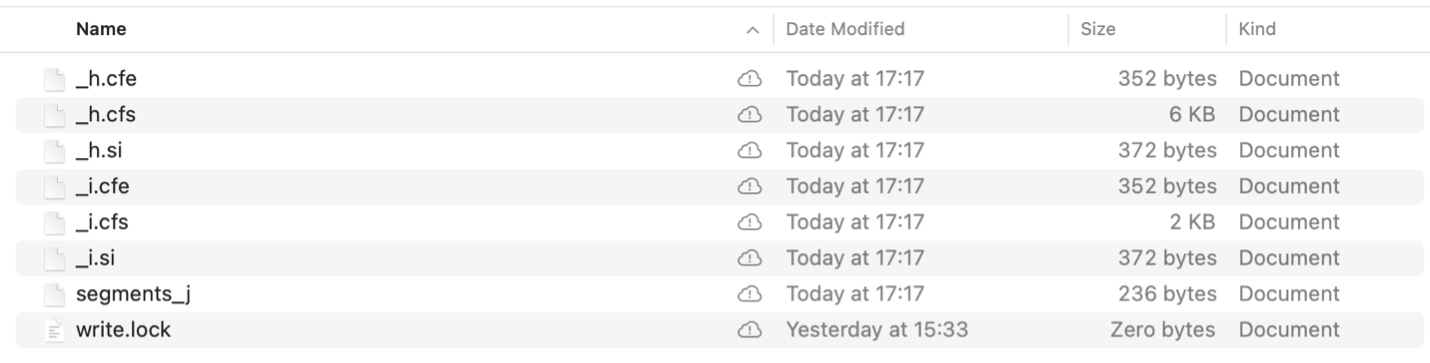 Name Date Modified Size Kind
_h.cfe Today at 17:17 352 bytes Document
_h.cfs Today at 17:17 6 KB Document
_h.si Today at 17:17 372 bytes Document
_i.cfe Today at 17:17 352 bytes Document
_i.cfs Today at 17:17 2 KB Document
_i.si Today at 17:17 372 bytes Document
segments_j Today at 17:17 236 bytes Document
write.lock Yesterday at 15:33 Zero bytes Document